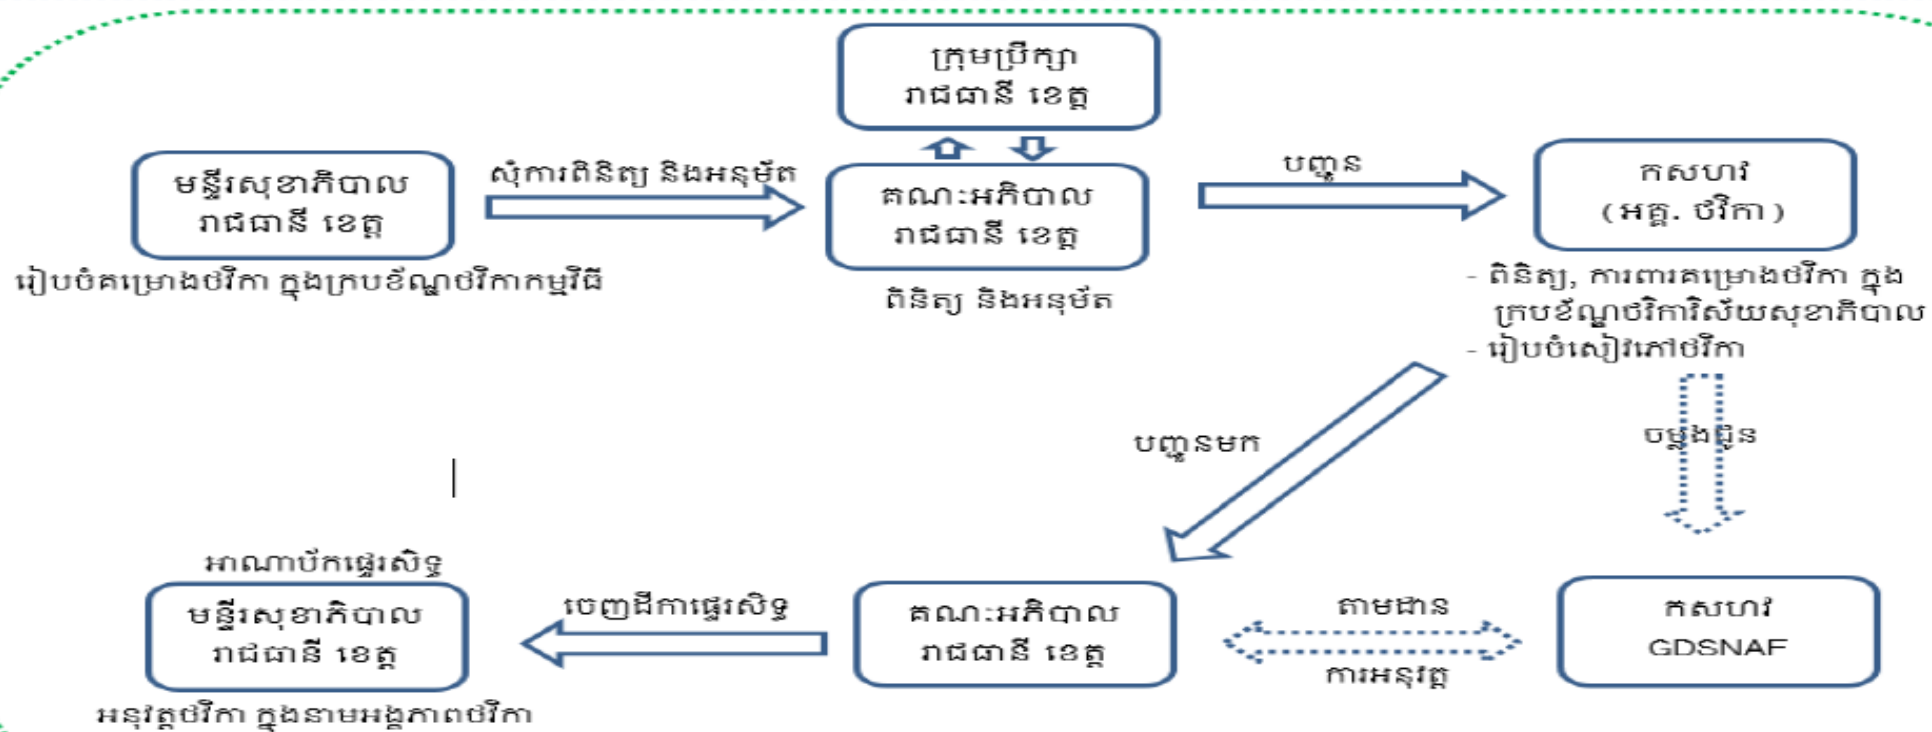 ក្រុមប្រឹក្សា
រាជធានី ខេត្ត
មន្ទីរសុខាភិបាល
រាជធានី ខេត្ត
រៀបចំគម្រោងថវិកា ក្នុងក្របខ័ណ្ឌថវិកាកម្មវិធី
សុំការពិនិត្យ និងអនុម័ត
គណៈអភិបាល
រាជធានី ខេត្ត
ពិនិត្យ និងអនុម័ត
បញ្ជូន
កសហវ
(អគ្គ. ថវិកា)
- ពិនិត្យ, ការពារគម្រោងថវិកា ក្នុង
ក្របខ័ណ្ឌថវិការវិស័យសុខាភិបាល
- រៀបចំសៀវភៅថវិកា
បញ្ជូនមក
ចម្លងជូន
អាណាប័កផ្ទេរសិទ្ធ
មន្ទីរសុខាភិបាល
រាជធានី ខេត្ត
អនុវត្តថវិកា ក្នុងនាមអង្គភាពថវិកា
ចេញដីកាផ្ទេរសិទ្ធ
គណៈអភិបាល
រាជធានី ខេត្ត
តាមដាន
ការអនុវត្ត
កសហវ
GDSNAF